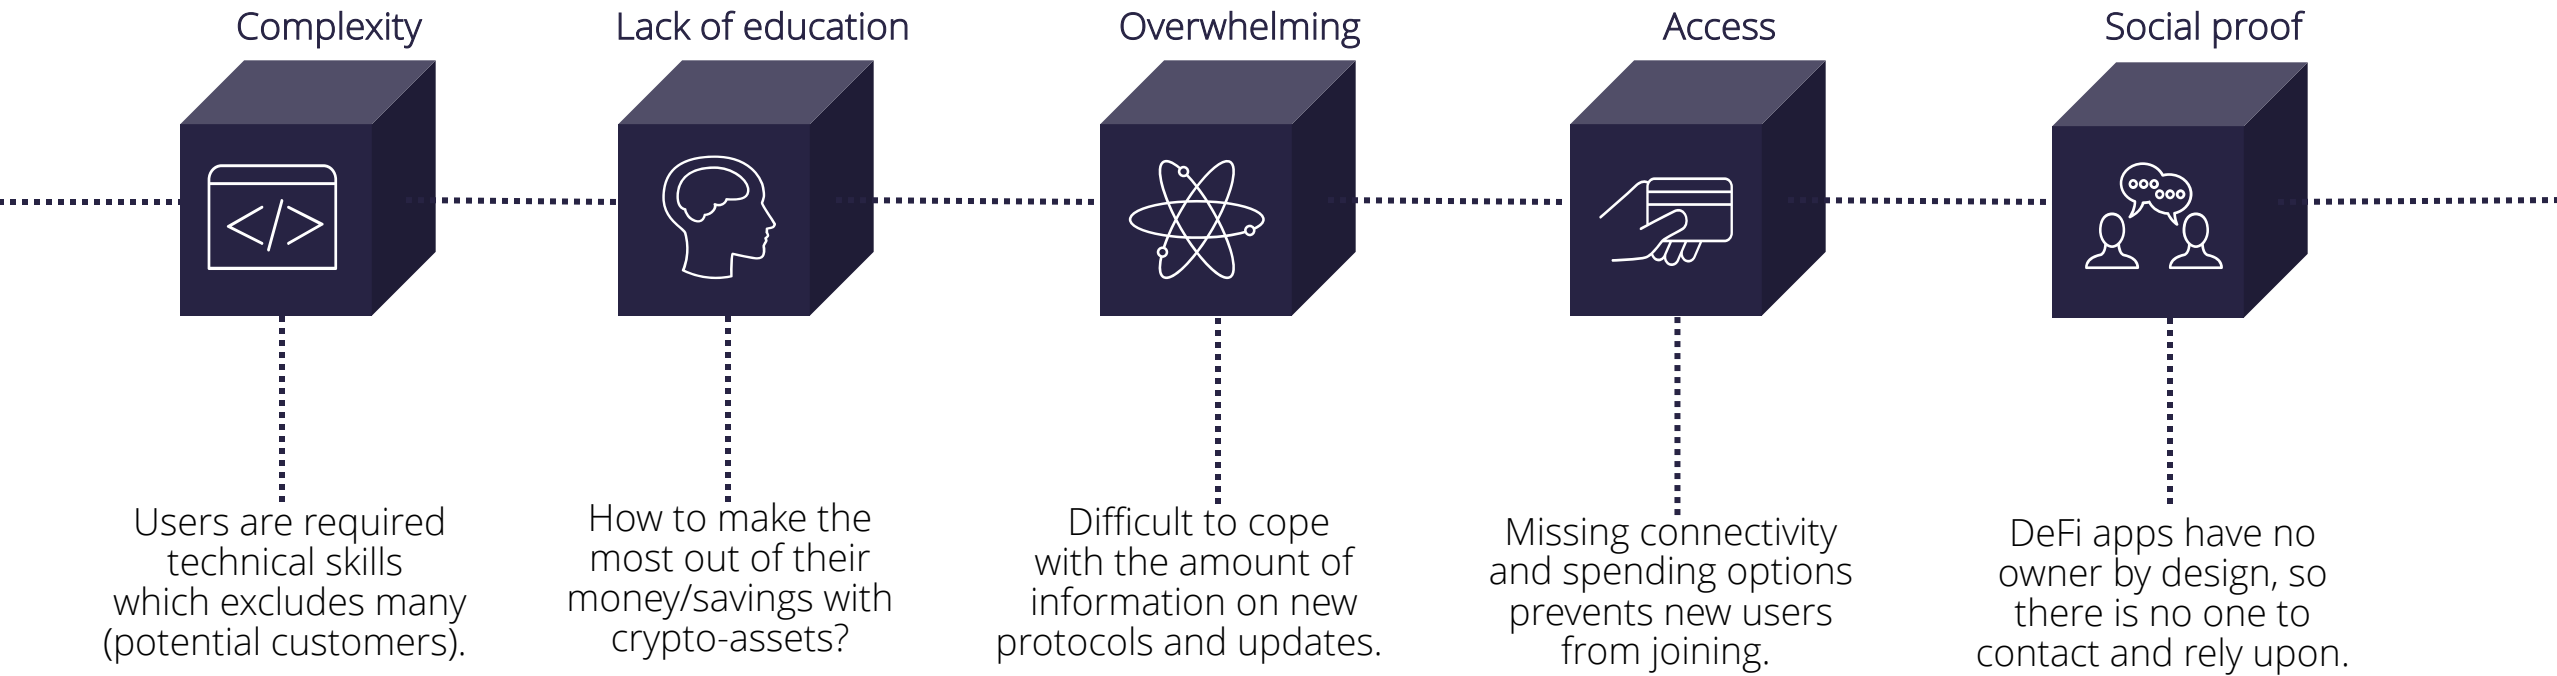 Complexity
Lack of education
Overwhelming
Access
Social proof
</>
Users are required
technical skills
which excludes many
(potential customers).
How to make the
most out of their
money/savings with
crypto-assets?
Difficult to cope
with the amount of
information on new
protocols and updates.
Missing connectivity
and spending options
prevents new users
from joining.
DeFi apps have no
owner by design, so
there is no one to
contact and rely upon.